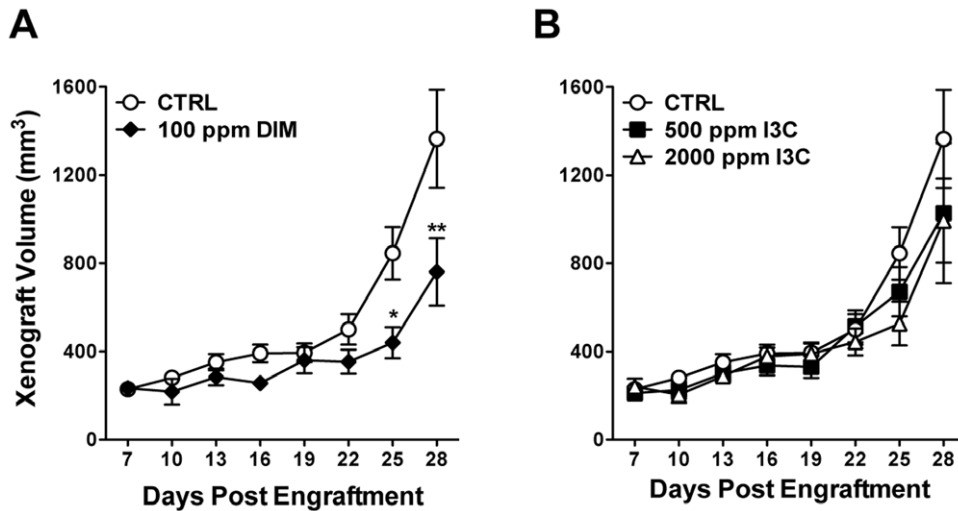 A
Xenograft Volume (mm³)
1600
1200
800
400
0
CTRL
100 ppm DIM
*
**
7 10 13 16 19 22 25 28
Days Post Engraftment
B
1600
1200
800
400
0
CTRL
500 ppm I3C
2000 ppm I3C
7 10 13 16 19 22 25 28
Days Post Engraftment